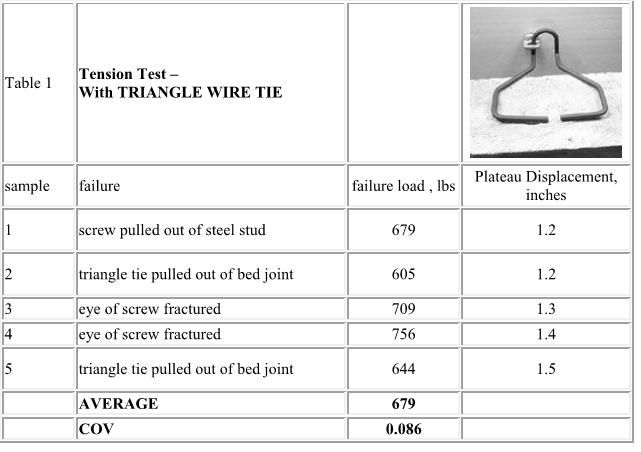 Table 1
Tension Test –
With TRIANGLE WIRE TIE
sample failure failure load , lbs Plateau Displacement,
inches
1 screw pulled out of steel stud 679 1.2
2 triangle tie pulled out of bed joint 605 1.2
3 eye of screw fractured 709 1.3
4 eye of screw fractured 756 1.4
5 triangle tie pulled out of bed joint 644 1.5
AVERAGE 679
COV 0.086